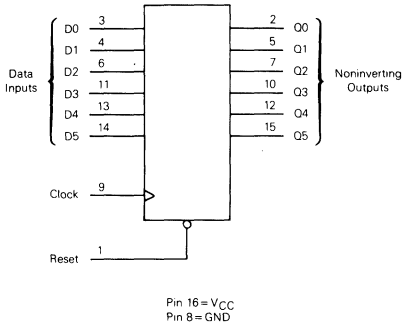 D0 3 2 Q0
D1 4 5 Q1
D2 6 7 Q2
Data Inputs
D3 11 10 Q3
Noninverting Outputs
D4 13 12 Q4
D5 14 15 Q5
Clock 9
Reset 1
Pin 16 = VCC
Pin 8 = GND